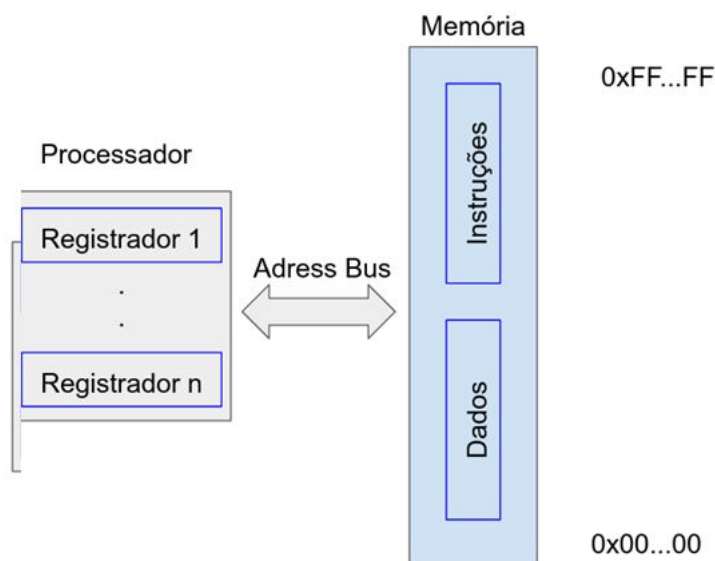 Memória
0xFF...FF
Instruções
Processador
Registrador 1
.
.
Adress Bus
Registrador n
Dados
0x00...00